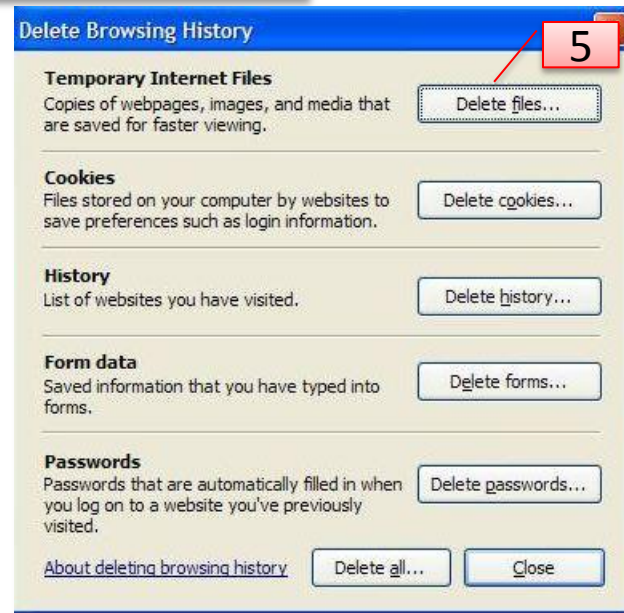 Delete Browsing History
5
Temporary Internet Files
Copies of webpages, images, and media that
are saved for faster viewing.
Delete files...
Cookies
Files stored on your computer by websites to
save preferences such as login information.
Delete cookies...
History
List of websites you have visited.
Delete history...
Form data
Saved information that you have typed into
forms.
Delete forms...
Passwords
Passwords that are automatically filled in when
you log on to a website you've previously
visited.
Delete passwords...
About deleting browsing history
Delete all...
Close